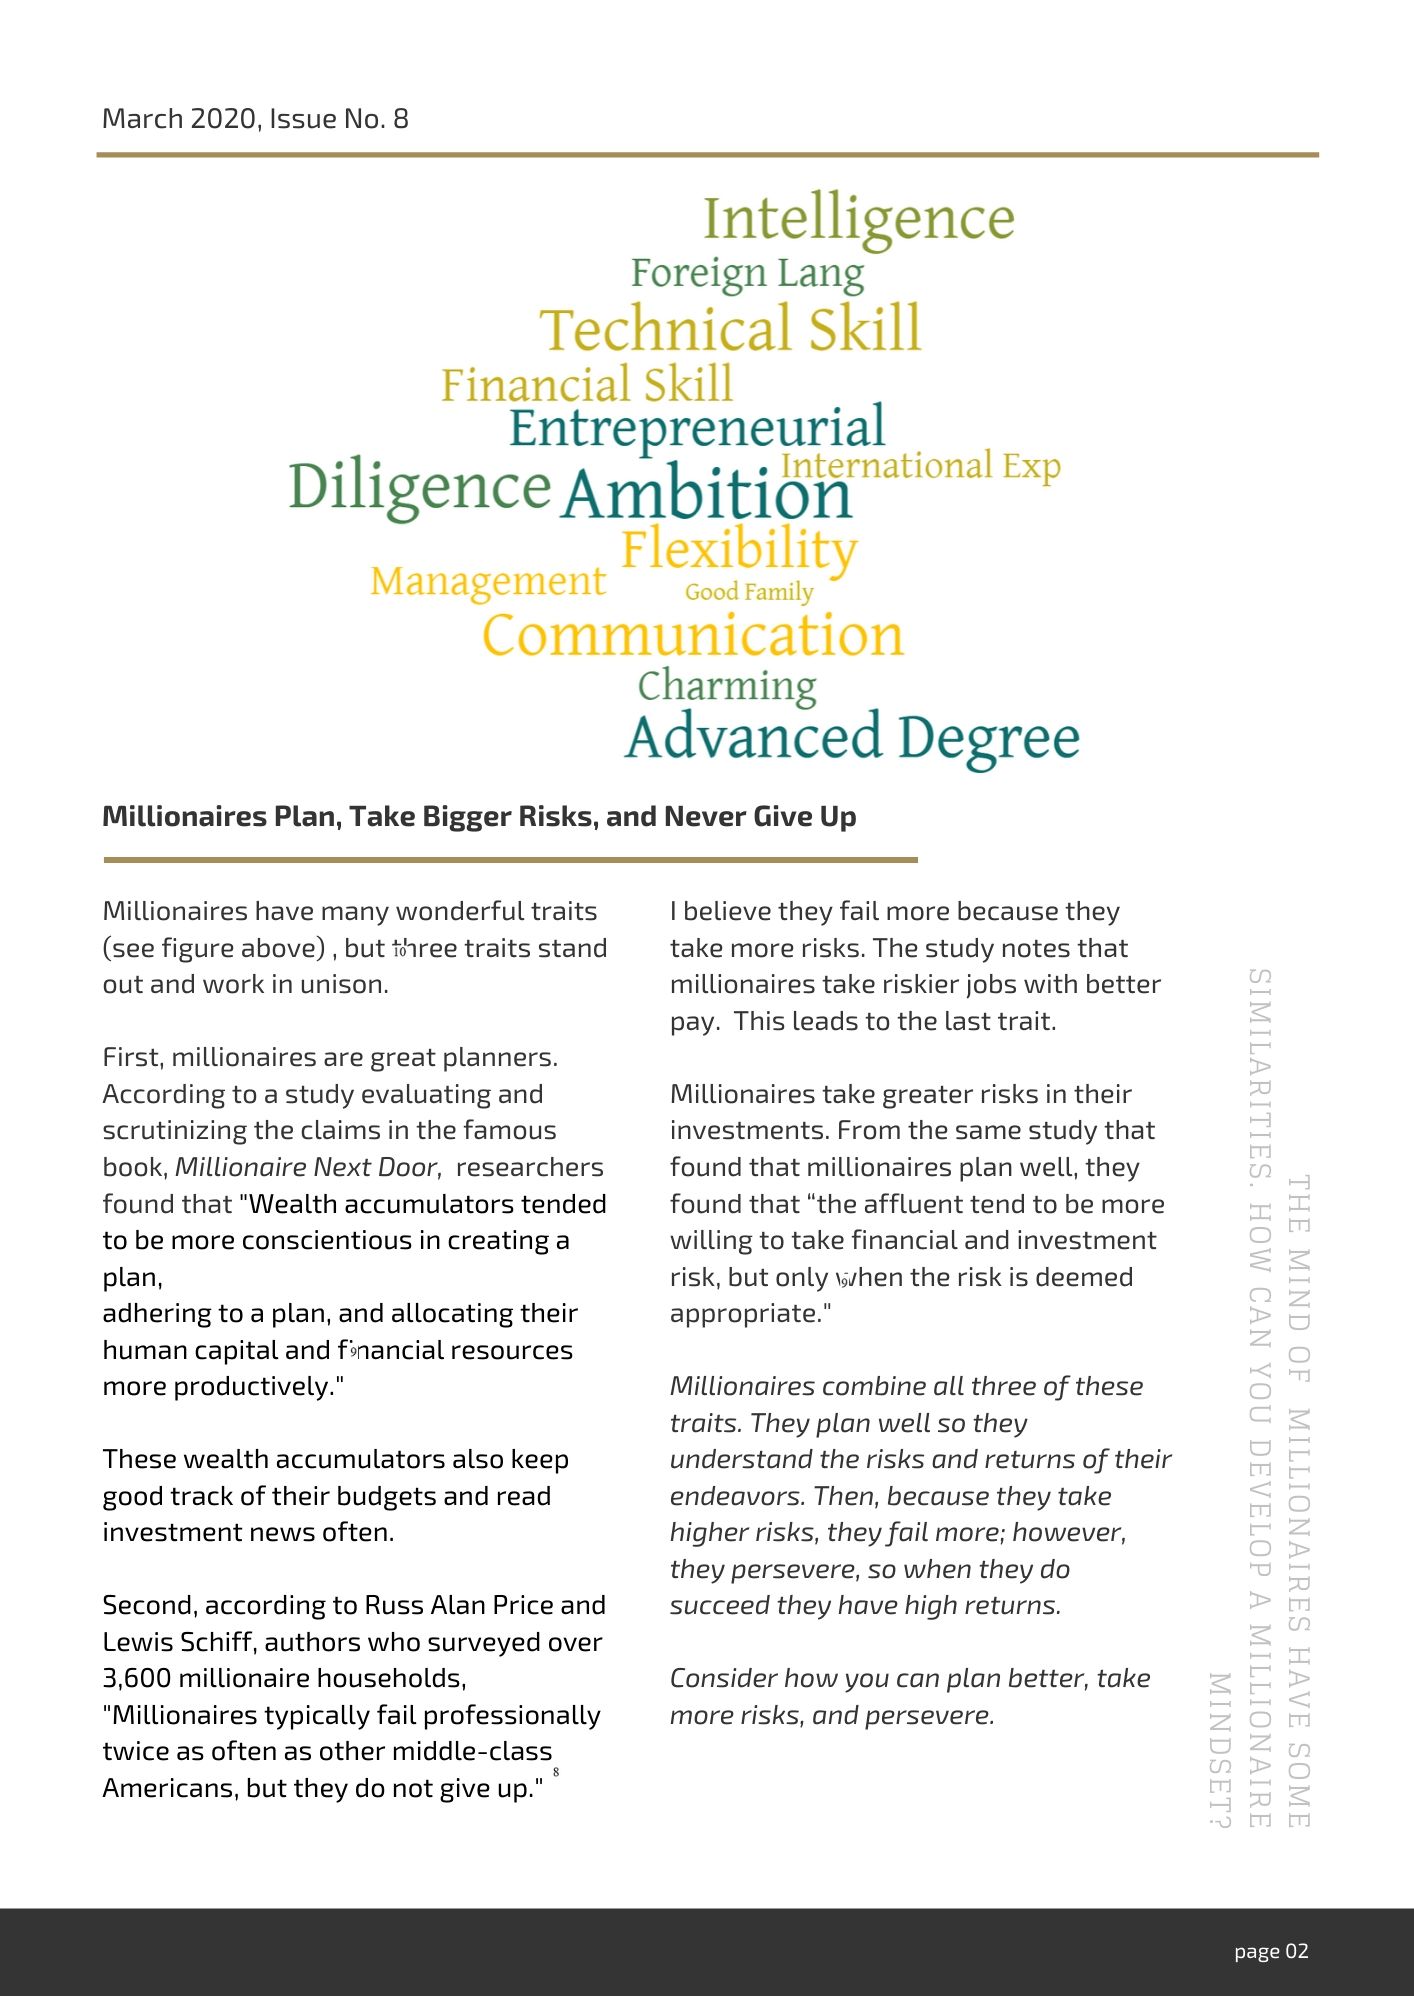 March 2020, Issue No. 8
Intelligence
Foreign Lang
Technical Skill
Financial Skill
Entrepreneurial
International Exp
Diligence Ambition
Flexibility
Management
Good Family
Communication
Charming
Advanced Degree
Millionaires Plan, Take Bigger Risks, and Never Give Up
Millionaires have many wonderful traits
(see figure above) , but three traits stand
10
out and work in unison.
First, millionaires are great planners.
According to a study evaluating and
scrutinizing the claims in the famous
book, Millionaire Next Door,  researchers
found that "Wealth accumulators tended
to be more conscientious in creating a
plan,
adhering to a plan, and allocating their
human capital and financial resources
9
more productively."
These wealth accumulators also keep
good track of their budgets and read
investment news often.
Second, according to Russ Alan Price and
Lewis Schiff, authors who surveyed over
3,600 millionaire households,
"Millionaires typically fail professionally
twice as often as other middle-class
Americans, but they do not give up." 8
I believe they fail more because they
take more risks. The study notes that
millionaires take riskier jobs with better
pay.  This leads to the last trait.
Millionaires take greater risks in their
investments. From the same study that
found that millionaires plan well, they
found that “the affluent tend to be more
willing to take financial and investment
risk, but only when the risk is deemed
9
appropriate."
Millionaires combine all three of these
traits. They plan well so they
understand the risks and returns of their
endeavors. Then, because they take
higher risks, they fail more; however,
they persevere, so when they do
succeed they have high returns.
Consider how you can plan better, take
more risks, and persevere.
THE MIND OF  MILLIONAIRES HAVE SOME
SIMILARITIES. HOW CAN YOU DEVELOP A MILLIONAIRE
MINDSET?
page 02